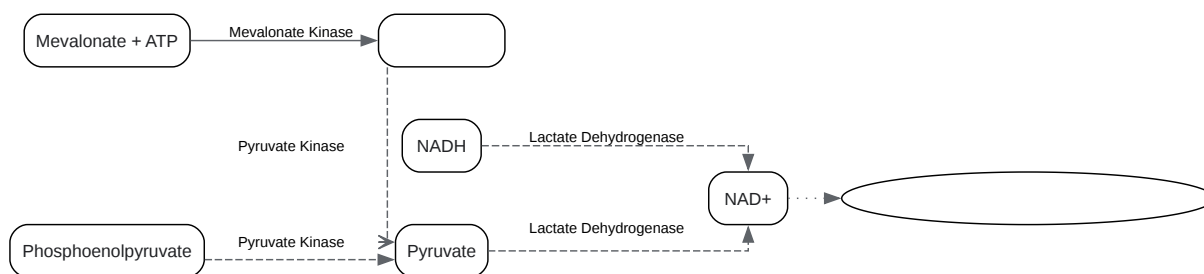 Mevalonate + ATP
Mevalonate Kinase
Pyruvate Kinase
NADH
Lactate Dehydrogenase
NAD+
Phosphoenolpyruvate
Pyruvate Kinase
Pyruvate
Lactate Dehydrogenase